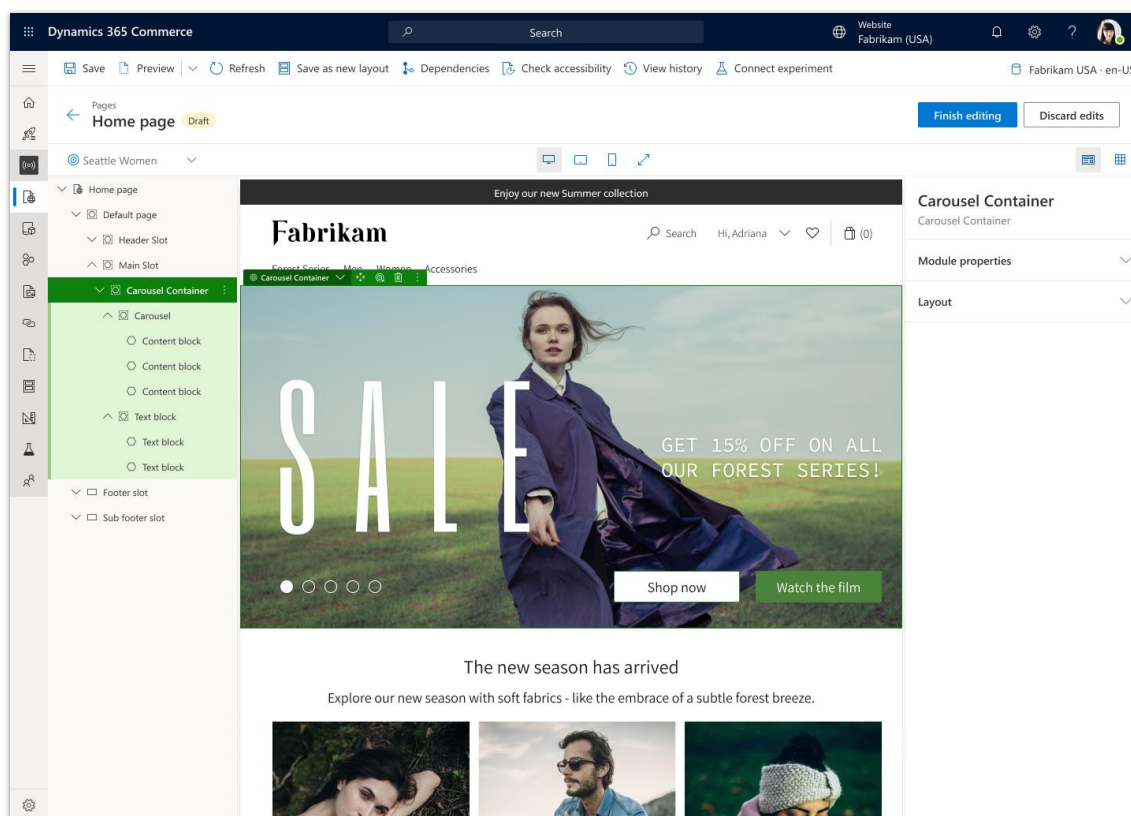 Dynamics 365 Commerce
Search
Website
Fabrikam (USA)
Save
Preview
Refresh
Save as new layout
Dependencies
Check accessibility
View history
Connect experiment
Fabrikam USA · en-US
Pages
Home page
Draft
Finish editing
Discard edits
Seattle Women
Home page
Default page
Header Slot
Main Slot
Carousel Container
Carousel
Content block
Content block
Content block
Text block
Text block
Text block
Footer slot
Sub footer slot
Enjoy our new Summer collection
Fabrikam
Search
Hi, Adriana
(0)
Forest Series Men Women Accessories
Carousel Container
SALE
GET 15% OFF ON ALL
OUR FOREST SERIES!
Shop now
Watch the film
The new season has arrived
Explore our new season with soft fabrics - like the embrace of a subtle forest breeze.
Carousel Container
Carousel Container
Module properties
Layout